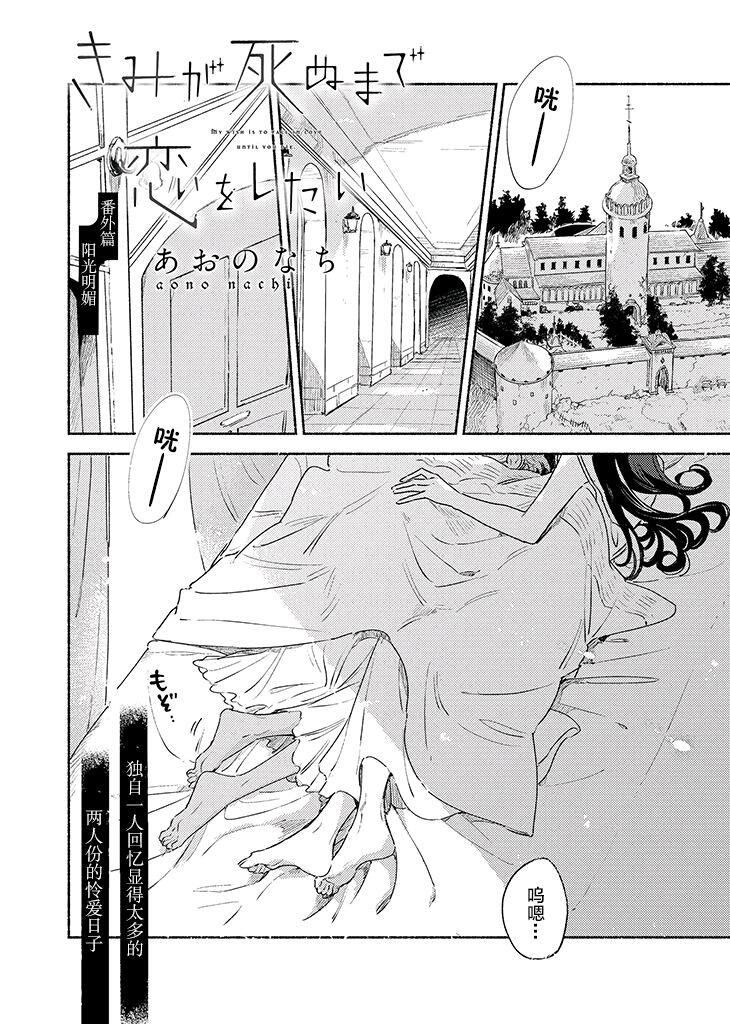 きみが死ぬまで
恋をしたい
MY WISH IS TO FALL IN LOVE
UNTIL YOU DIE
あおのなち
aono nachi
番外篇
阳光明媚
咣—
咣—
もぞ…
呜嗯…
独自一人回忆显得太多的
两人份的怜爱日子